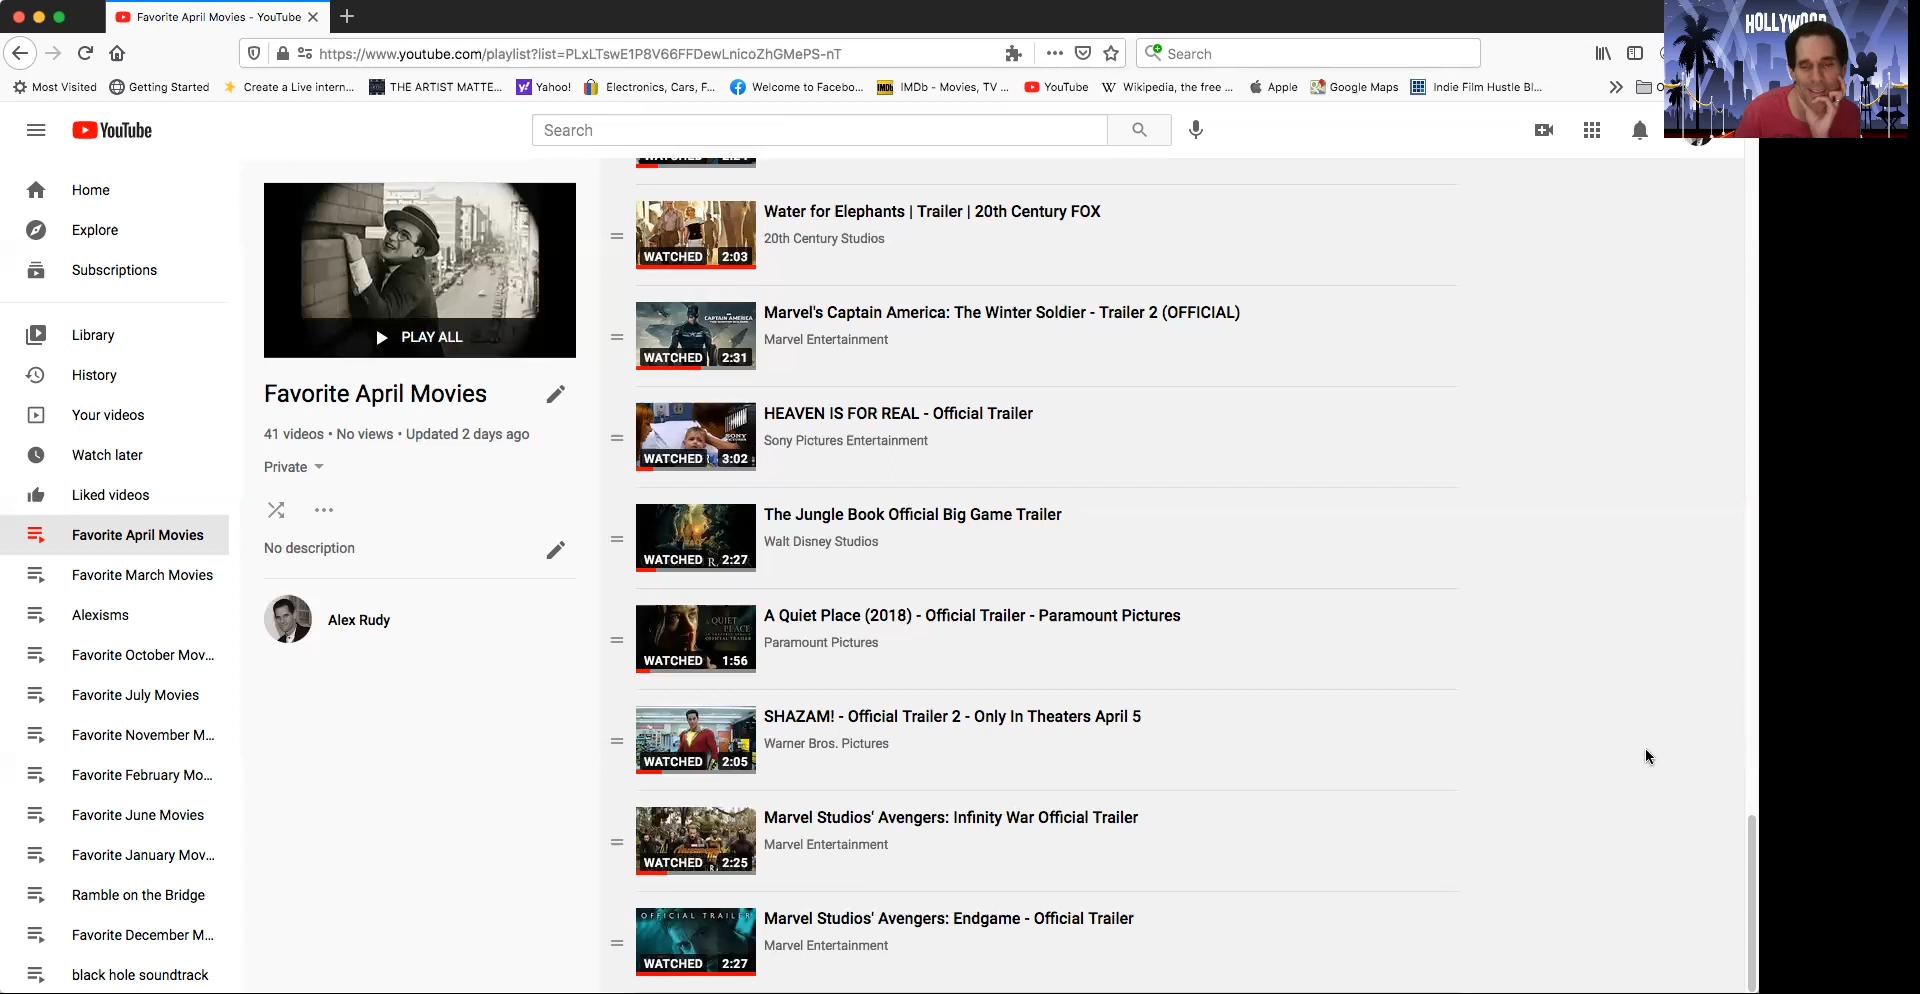 Favorite April Movies - YouTube
https://www.youtube.com/playlist?list=PLxLTswE1P8V66FFDewLnicoZhGMePS-nT
Search
Most Visited
Getting Started
Create a Live intern...
THE ARTIST MATTE...
Yahoo!
Electronics, Cars, F...
Welcome to Facebo...
IMDb - Movies, TV ...
YouTube
Wikipedia, the free ...
Apple
Google Maps
Indie Film Hustle Bl...
HOLLYWOOD
YouTube
Search
Home
Explore
Subscriptions
Library
History
Your videos
Watch later
Liked videos
Favorite April Movies
Favorite March Movies
Alexisms
Favorite October Mov...
Favorite July Movies
Favorite November M...
Favorite February Mo...
Favorite June Movies
Favorite January Mov...
Ramble on the Bridge
Favorite December M...
black hole soundtrack
PLAY ALL
Favorite April Movies
41 videos • No views • Updated 2 days ago
Private
No description
Alex Rudy
WATCHED 2:03
Water for Elephants | Trailer | 20th Century FOX
20th Century Studios
CAPTAIN AMERICA
WATCHED 2:31
Marvel's Captain America: The Winter Soldier - Trailer 2 (OFFICIAL)
Marvel Entertainment
SONY
WATCHED 3:02
HEAVEN IS FOR REAL - Official Trailer
Sony Pictures Entertainment
WATCHED 2:27
The Jungle Book Official Big Game Trailer
Walt Disney Studios
A QUIET
PLACE
OFFICIAL TRAILER
WATCHED 1:56
A Quiet Place (2018) - Official Trailer - Paramount Pictures
Paramount Pictures
WATCHED 2:05
SHAZAM! - Official Trailer 2 - Only In Theaters April 5
Warner Bros. Pictures
WATCHED 2:25
Marvel Studios' Avengers: Infinity War Official Trailer
Marvel Entertainment
OFFICIAL TRAILER
WATCHED 2:27
Marvel Studios' Avengers: Endgame - Official Trailer
Marvel Entertainment